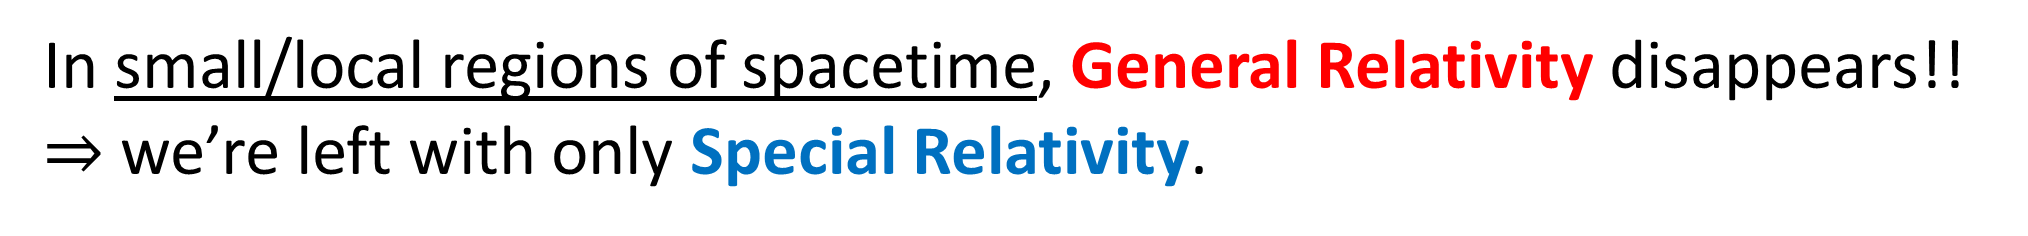 In small/local regions of spacetime, General Relativity disappears!!
⇒ we’re left with only Special Relativity.